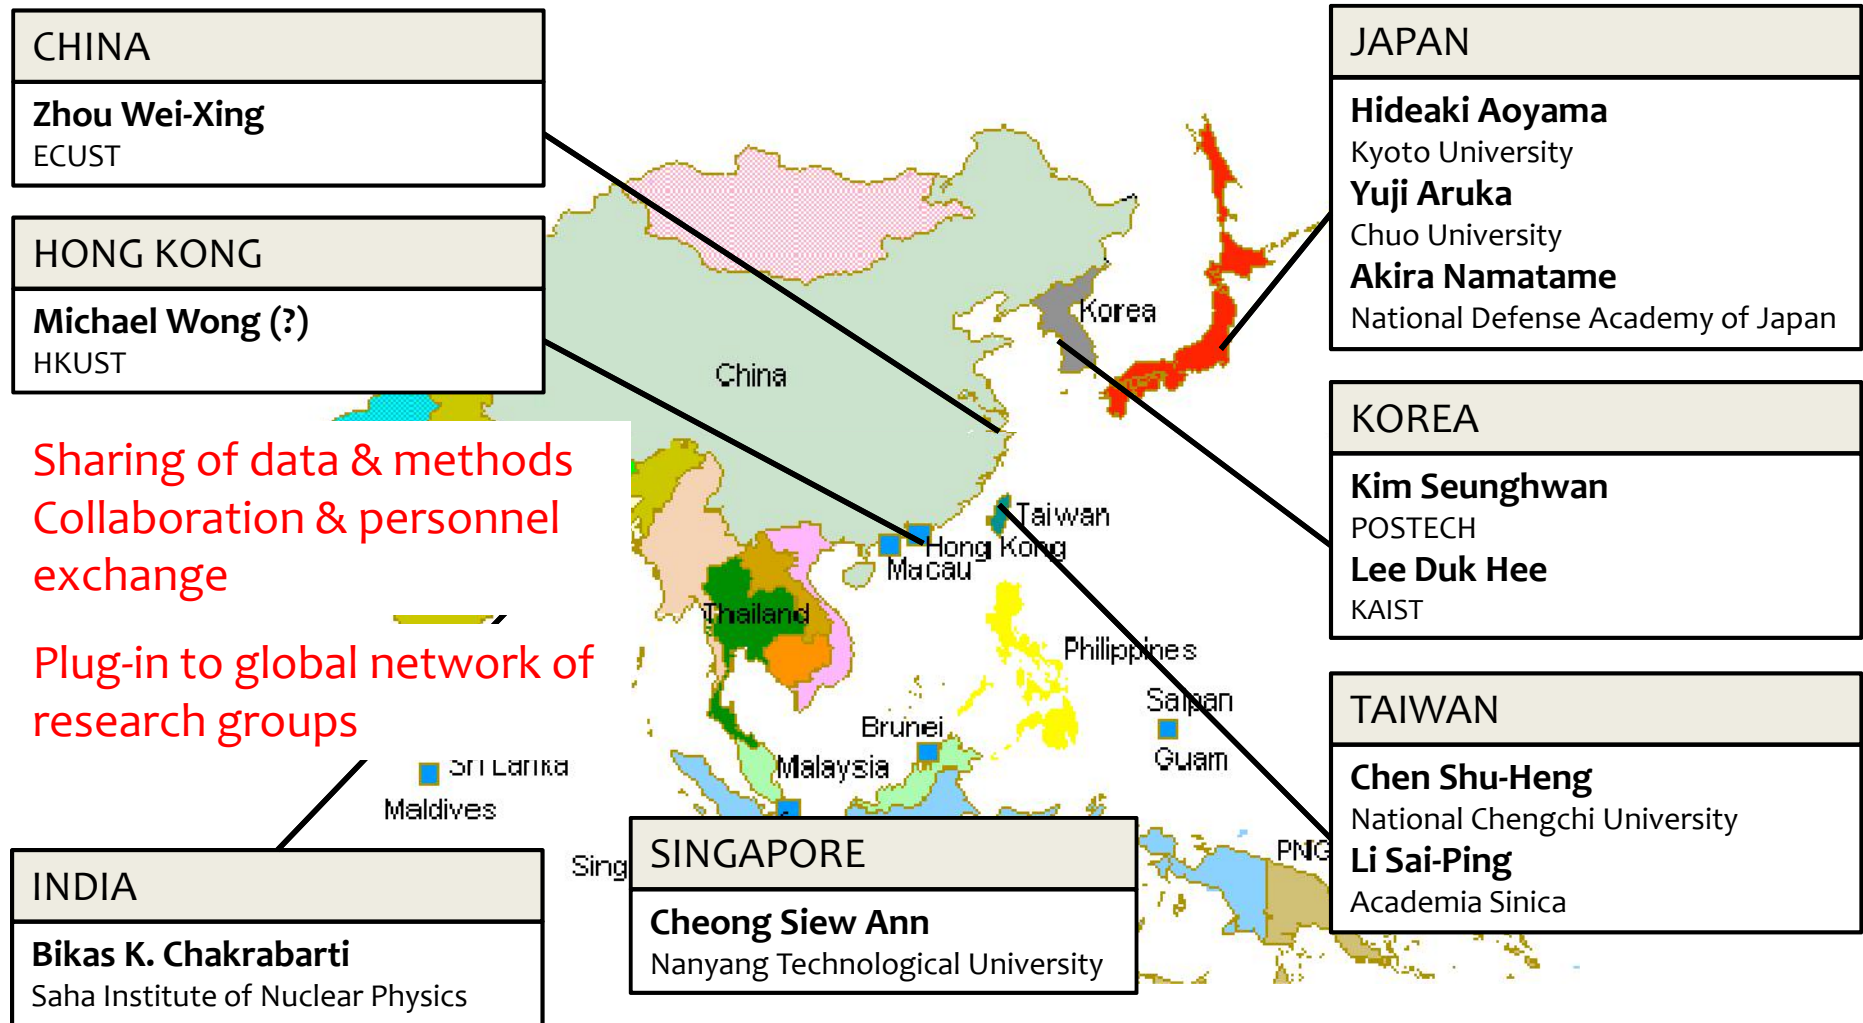 CHINA
Zhou Wei-Xing
ECUST
HONG KONG
Michael Wong (?)
HKUST
Sharing of data & methods
Collaboration & personnel
exchange
Plug-in to global network of
research groups
INDIA
Bikas K. Chakrabarti
Saha Institute of Nuclear Physics
SINGAPORE
Cheong Siew Ann
Nanyang Technological University
JAPAN
Hideaki Aoyama
Kyoto University
Yuji Aruka
Chuo University
Akira Namatame
National Defense Academy of Japan
KOREA
Kim Seunghwan
POSTECH
Lee Duk Hee
KAIST
TAIWAN
Chen Shu-Heng
National Chengchi University
Li Sai-Ping
Academia Sinica
China
Korea
Taiwan
Hong Kong
Macau
Thailand
Philippines
Saipan
Guam
Brunei
Malaysia
Sri Lanka
Maldives
Sing
PNG